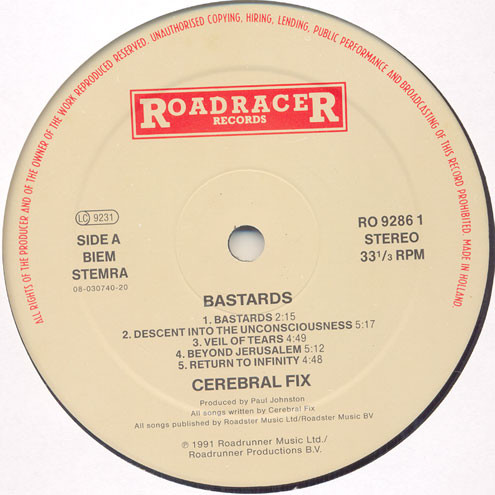 ALL RIGHTS OF THE PRODUCER AND OF THE OWNER OF THE WORK REPRODUCED RESERVED. UNAUTHORISED COPYING, HIRING, LENDING, PUBLIC PERFORMANCE AND BROADCASTING OF THIS RECORD PROHIBITED. MADE IN HOLLAND.
ROADRACER
RECORDS
LC 9231
SIDE A
BIEM
STEMRA
08-030740-20
RO 9286 1
STEREO
33 1/3 RPM
BASTARDS
1. BASTARDS 2:15
2. DESCENT INTO THE UNCONSCIOUSNESS 5:17
3. VEIL OF TEARS 4:49
4. BEYOND JERUSALEM 5:12
5. RETURN TO INFINITY 4:48
CEREBRAL FIX
Produced by Paul Johnston
All songs written by Cerebral Fix
All songs published by Roadster Music Ltd/Roadster Music BV
℗ 1991 Roadrunner Music Ltd./
Roadrunner Productions B.V.